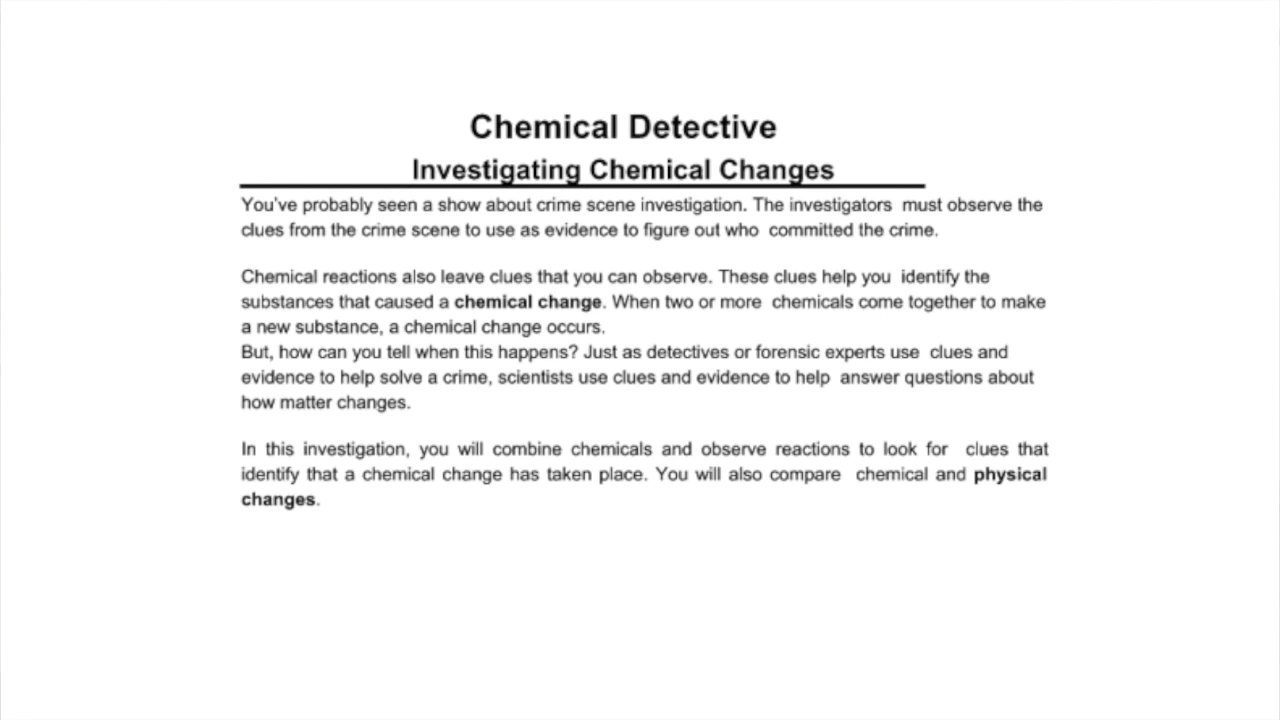 Chemical Detective
Investigating Chemical Changes
You've probably seen a show about crime scene investigation. The investigators must observe the
clues from the crime scene to use as evidence to figure out who committed the crime.
Chemical reactions also leave clues that you can observe. These clues help you identify the
substances that caused a chemical change. When two or more chemicals come together to make
a new substance, a chemical change occurs.
But, how can you tell when this happens? Just as detectives or forensic experts use clues and
evidence to help solve a crime, scientists use clues and evidence to help answer questions about
how matter changes.
In this investigation, you will combine chemicals and observe reactions to look for clues that
identify that a chemical change has taken place. You will also compare chemical and physical
changes.